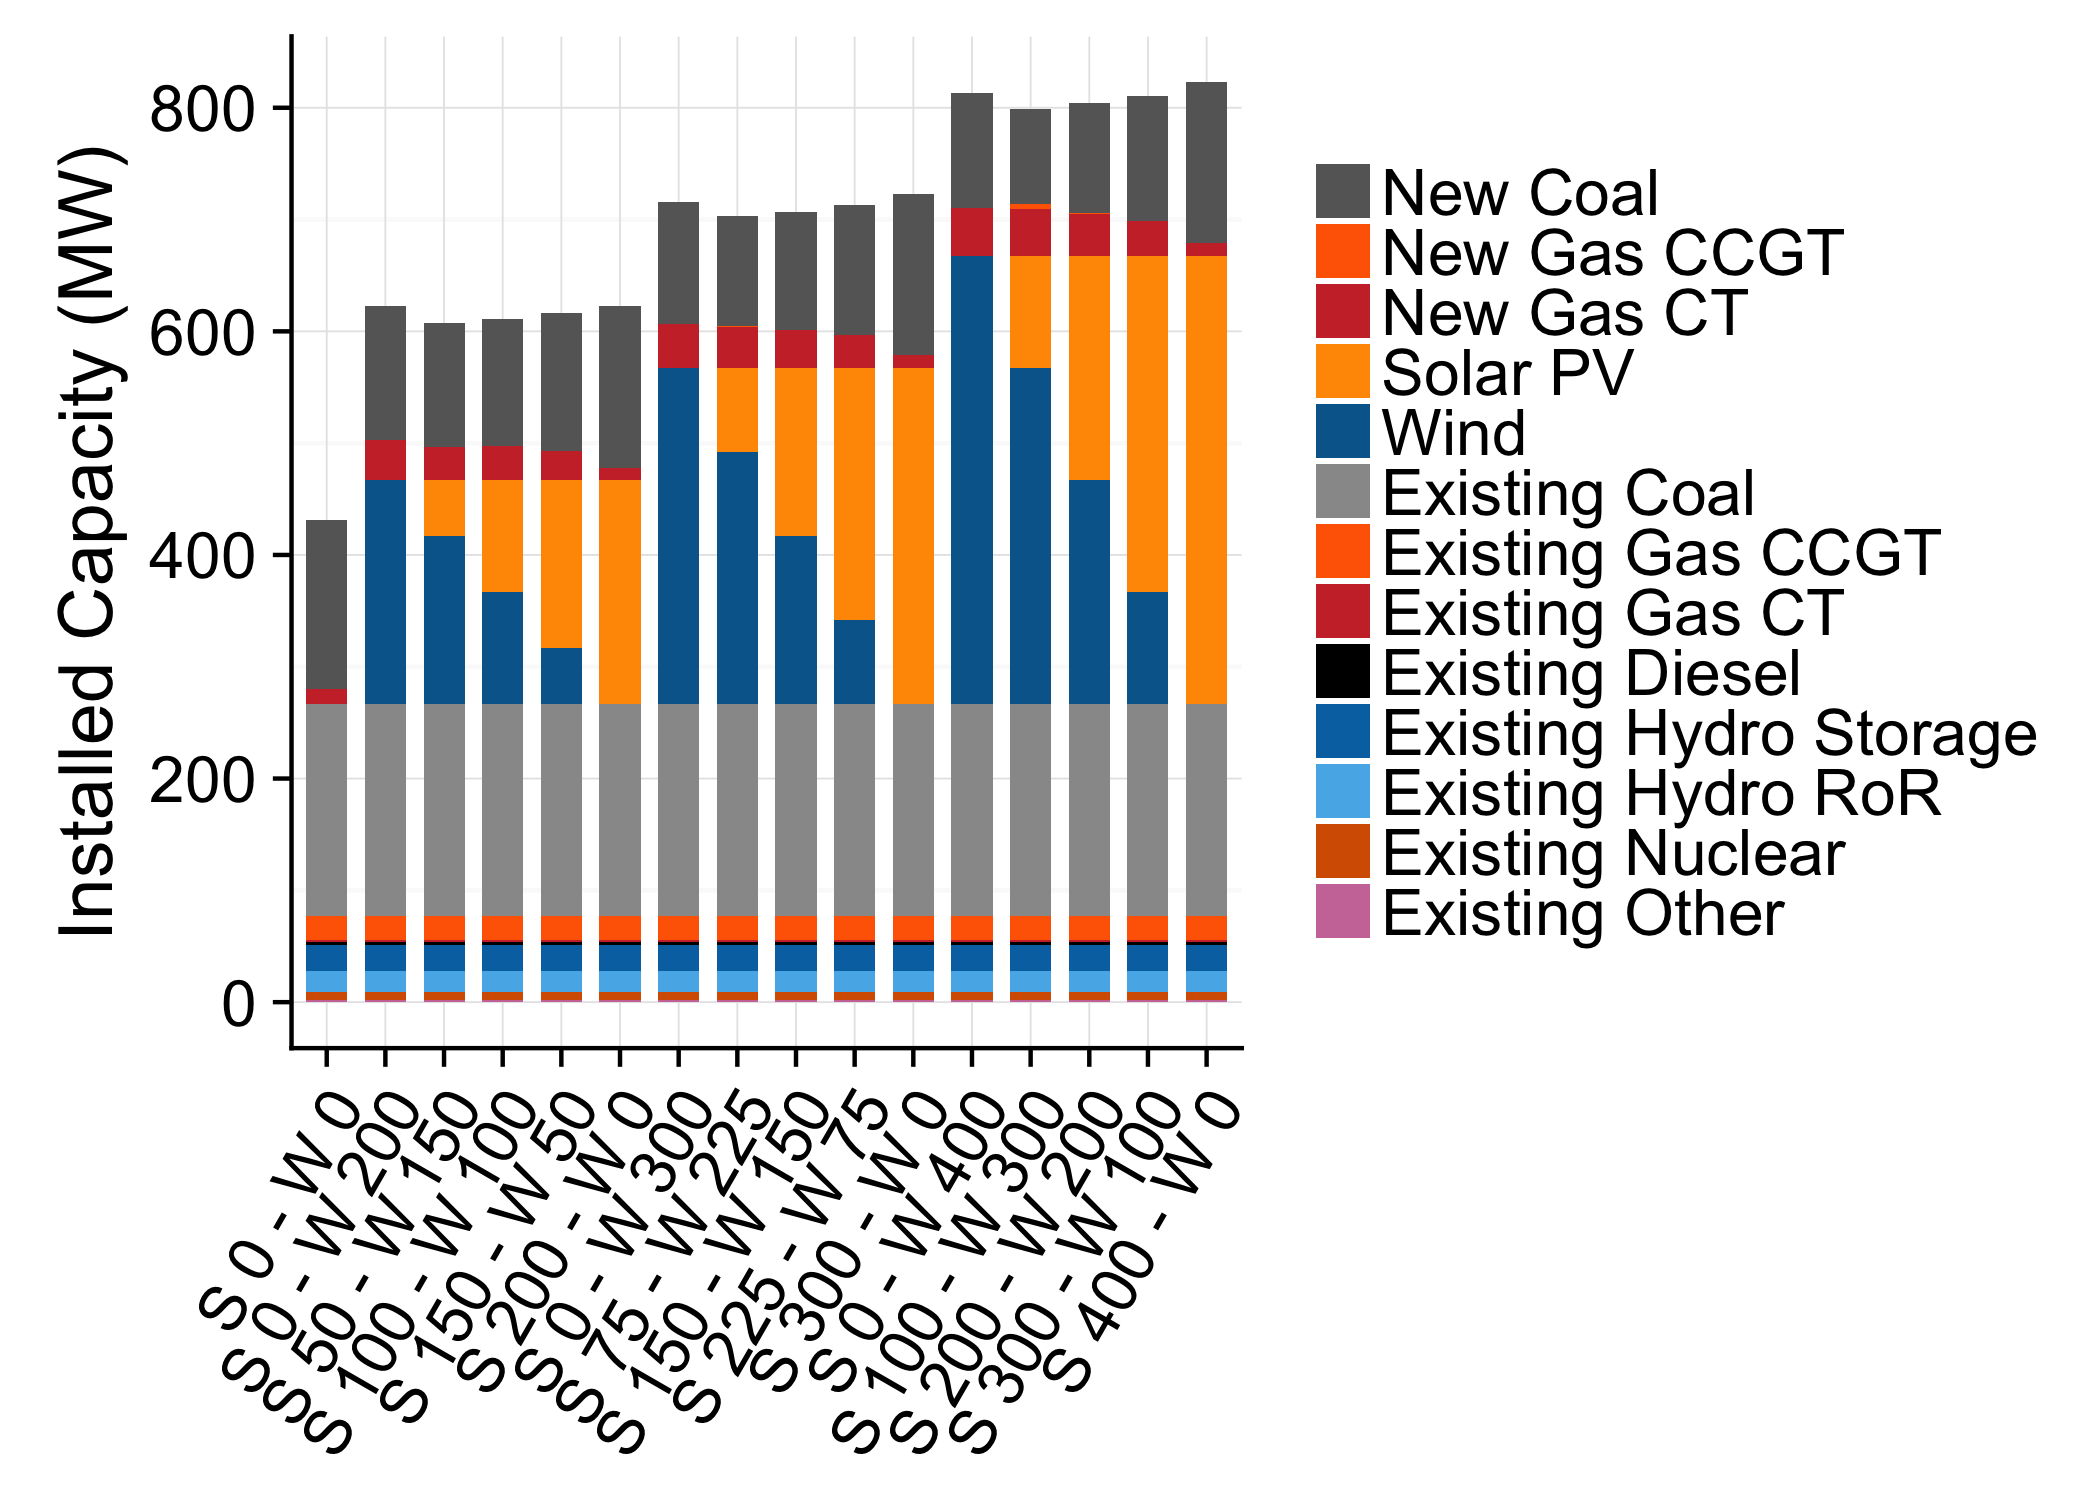 Installed Capacity (MW)
800
600
400
200
0
S 0 - W 0
S 0 - W 200
S 50 - W 150
S 100 - W 100
S 150 - W 50
S 200 - W 0
S 0 - W 300
S 75 - W 225
S 150 - W 150
S 225 - W 75
S 300 - W 0
S 0 - W 400
S 100 - W 300
S 200 - W 200
S 300 - W 100
S 400 - W 0
New Coal
New Gas CCGT
New Gas CT
Solar PV
Wind
Existing Coal
Existing Gas CCGT
Existing Gas CT
Existing Diesel
Existing Hydro Storage
Existing Hydro RoR
Existing Nuclear
Existing Other